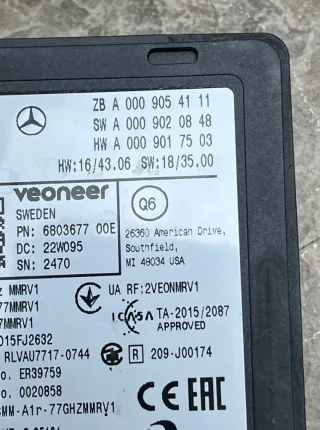 ZB A 000 905 41 11
SW A 000 902 08 48
HW A 000 901 75 03
HW:16/43.06 SW:18/35.00
veoneer
SWEDEN
Q6
PN: 6803677 00E
DC: 22W095
SN: 2470
26360 American Drive,
Southfield,
MI 48034 USA
z MMRV1
77MMRV1
7MMRV1
UA RF:2VEONMRV1
ICASA
TA-2015/2087
APPROVED
015FJ2632
RLVAU7717-0744
R 209-J00174
o. ER39759
o. 0020858
MM-A1r-77GHZMMRV1
CE EAC